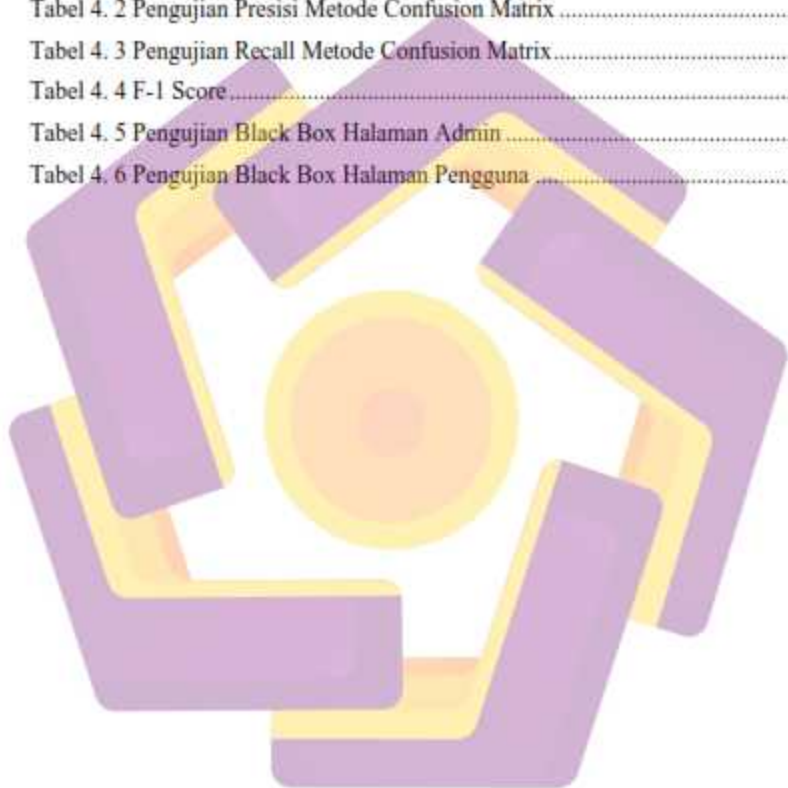 Tabel 4. 2 Pengujian Presisi Metode Confusion Matrix ....................................
Tabel 4. 3 Pengujian Recall Metode Confusion Matrix.....................................
Tabel 4. 4 F-1 Score.....................................................................................
Tabel 4. 5 Pengujian Black Box Halaman Admin .............................................
Tabel 4. 6 Pengujian Black Box Halaman Pengguna ........................................